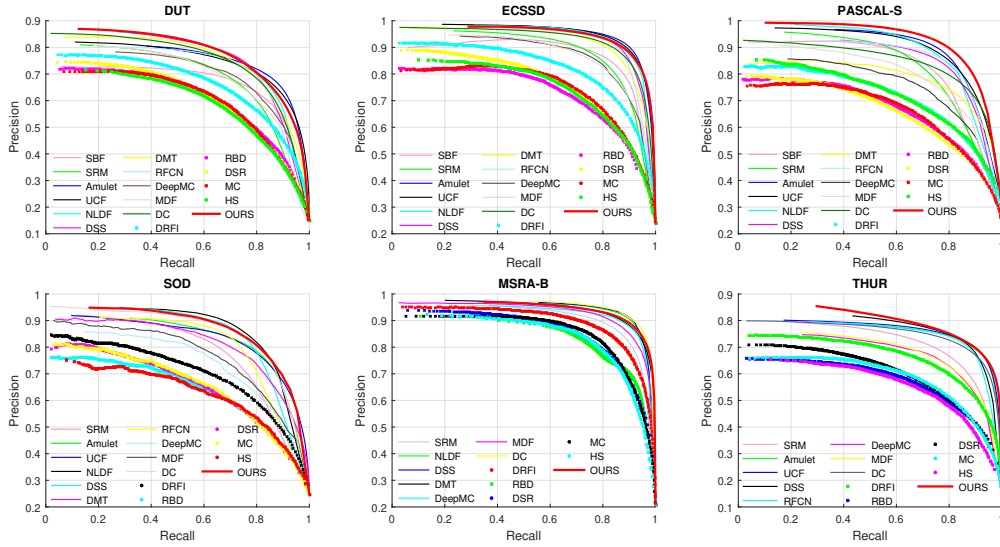 DUT
Precision
1
0.9
0.8
0.7
0.6
0.5
0.4
0.3
0.2
0.1
SBF DMT RBD
SRM RFCN DSR
Amulet DeepMC MC
UCF MDF HS
NLDF DC OURS
DSS DRFI
0 0.2 0.4 0.6 0.8 1
Recall
ECSSD
Precision
1
0.9
0.8
0.7
0.6
0.5
0.4
0.3
0.2
SBF DMT RBD
SRM RFCN DSR
Amulet DeepMC MC
UCF MDF HS
NLDF DC OURS
DSS DRFI
0 0.2 0.4 0.6 0.8 1
Recall
PASCAL-S
Precision
1
0.9
0.8
0.7
0.6
0.5
0.4
0.3
0.2
SBF DMT RBD
SRM RFCN DSR
Amulet DeepMC MC
UCF MDF HS
NLDF DC OURS
DSS DRFI
0 0.2 0.4 0.6 0.8 1
Recall
SOD
Precision
1
0.9
0.8
0.7
0.6
0.5
0.4
0.3
0.2
SRM RFCN DSR
Amulet DeepMC MC
UCF MDF HS
NLDF DC OURS
DSS DRFI
DMT RBD
0 0.2 0.4 0.6 0.8 1
Recall
MSRA-B
Precision
1
0.9
0.8
0.7
0.6
0.5
0.4
0.3
0.2
SRM MDF MC
NLDF DC HS
DSS DRFI OURS
DMT RBD
DeepMC DSR
0 0.2 0.4 0.6 0.8 1
Recall
THUR
Precision
1
0.9
0.8
0.7
0.6
0.5
0.4
0.3
0.2
0.1
SRM DeepMC DSR
Amulet MDF MC
UCF DC HS
DSS DRFI OURS
RFCN RBD
0 0.2 0.4 0.6 0.8 1
Recall